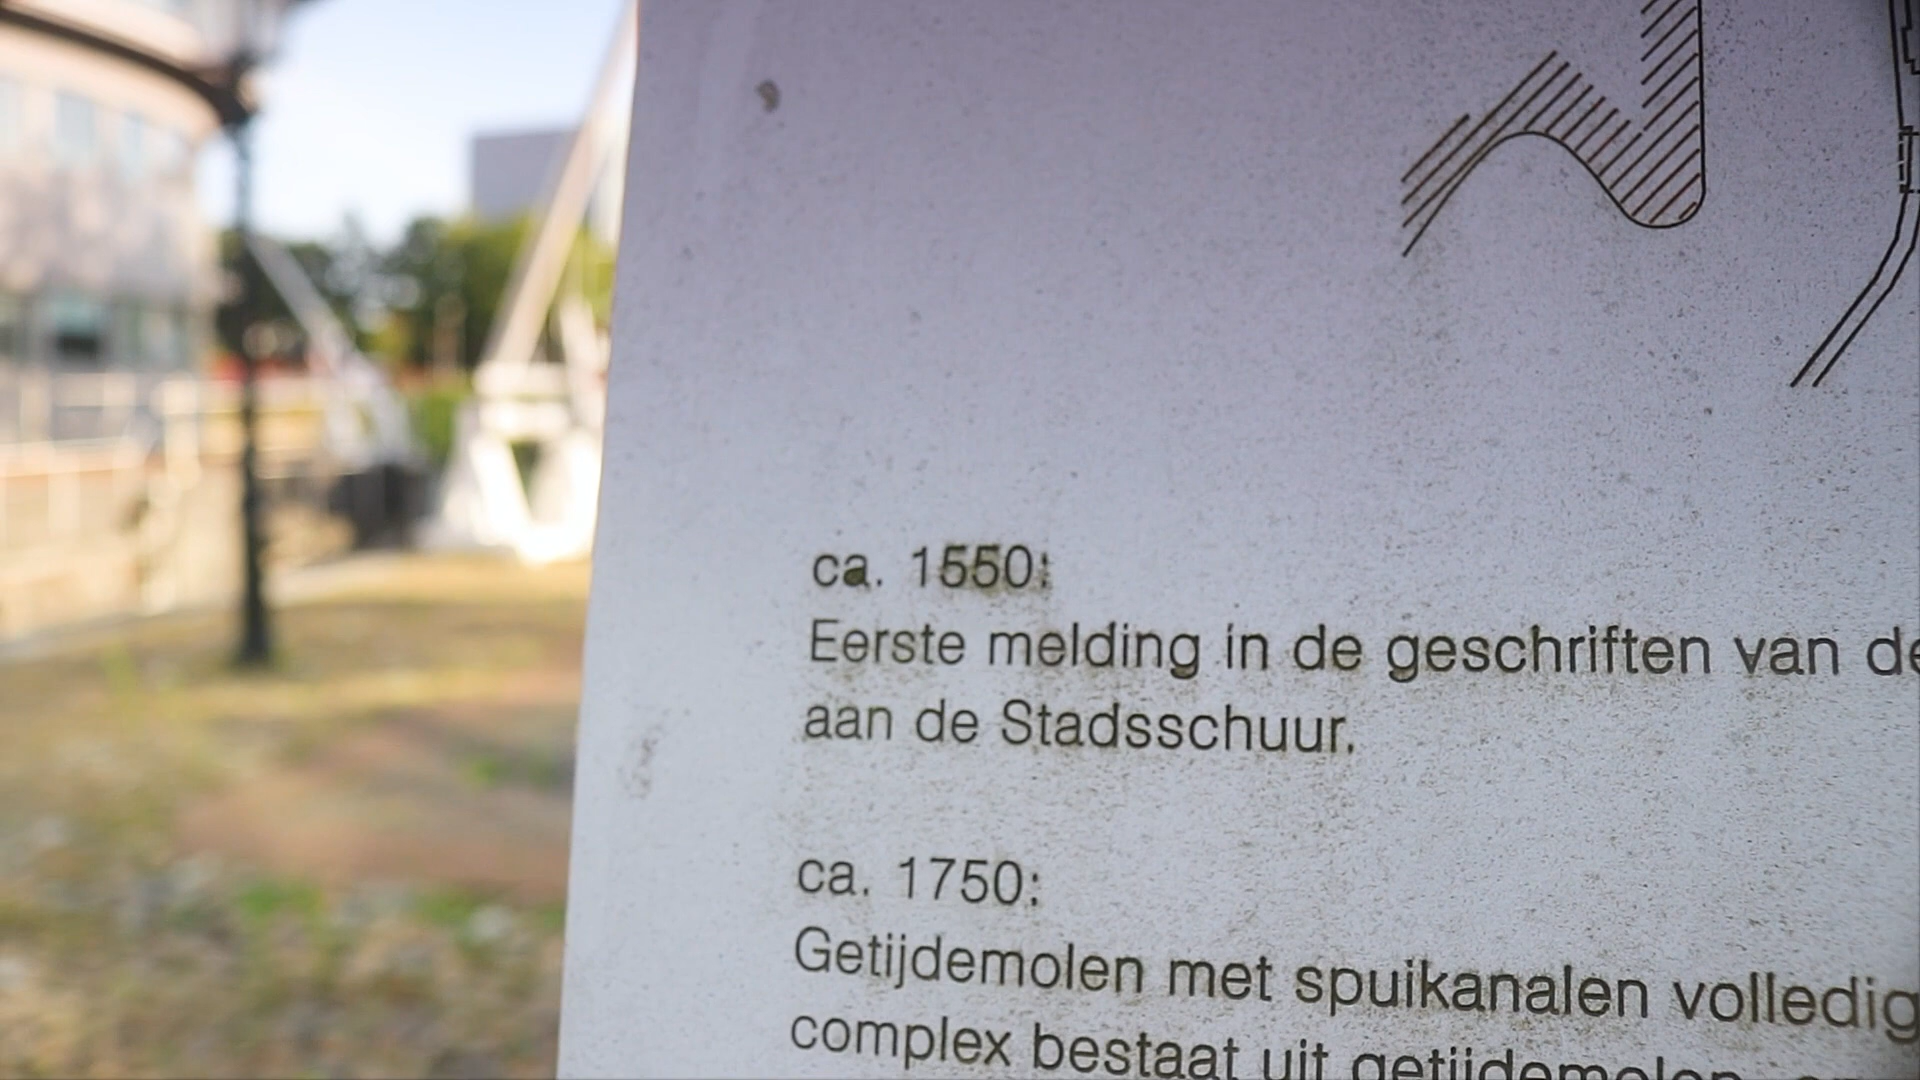 ca. 1550:
Eerste melding in de geschriften van de
aan de Stadsschuur.
ca. 1750:
Getijdemolen met spuikanalen volledig
complex bestaat uit getijdemolen